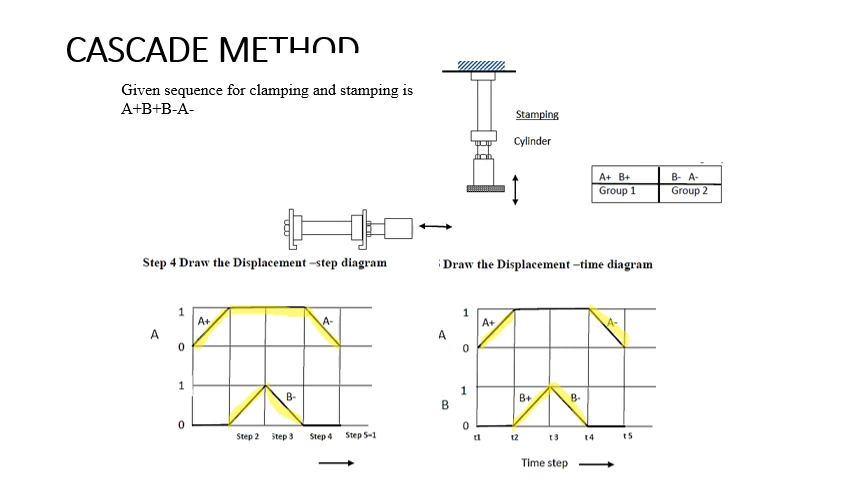 CASCADE METHOD
Given sequence for clamping and stamping is
A+B+B-A-
Stamping
Cylinder
A+ B+ B- A-
Group 1 Group 2
Step 4 Draw the Displacement –step diagram
Draw the Displacement –time diagram
1
A+ A-
A
0
1
B-
0
Step 2 Step 3 Step 4 Step 5=1
1
A+ A-
A
0
1
B+ B-
B
0
t1 t2 t3 t4 t5
Time step